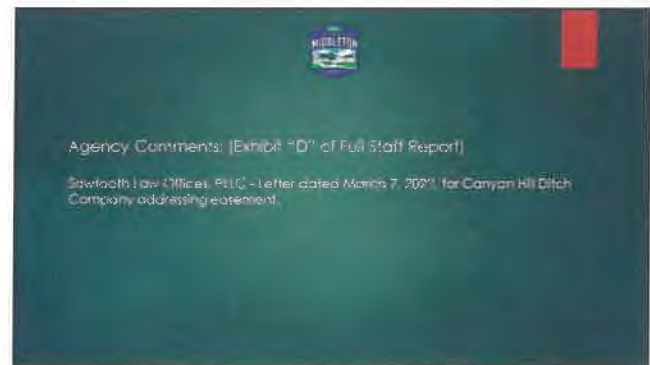 MIDDLETON
Agency Comments: (Exhibit "D" of Full Staff Report)
Sawtooth Law Offices, PLLC - Letter dated March 7, for Canyon Hill Ditch
Company addressing easement.